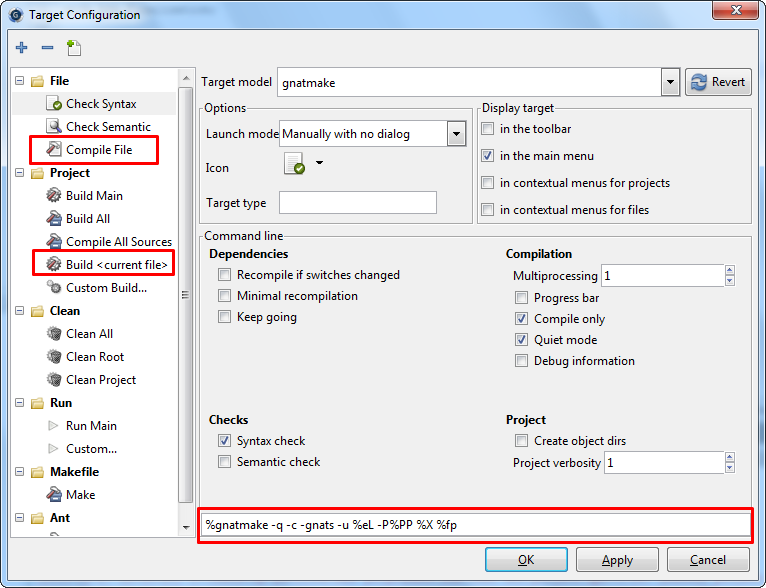 Target Configuration
File
Check Syntax
Check Semantic
Compile File
Project
Build Main
Build All
Compile All Sources
Build <current file>
Custom Build...
Clean
Clean All
Clean Root
Clean Project
Run
Run Main
Custom...
Makefile
Make
Ant
Target model gnatmake Revert
Options
Launch mode Manually with no dialog
Icon
Target type
Display target
in the toolbar
in the main menu
in contextual menus for projects
in contextual menus for files
Command line
Dependencies
Recompile if switches changed
Minimal recompilation
Keep going
Compilation
Multiprocessing 1
Progress bar
Compile only
Quiet mode
Debug information
Checks
Syntax check
Semantic check
Project
Create object dirs
Project verbosity 1
%gnatmake -q -c -gnats -u %eL -P%PP %X %fp
OK Apply Cancel